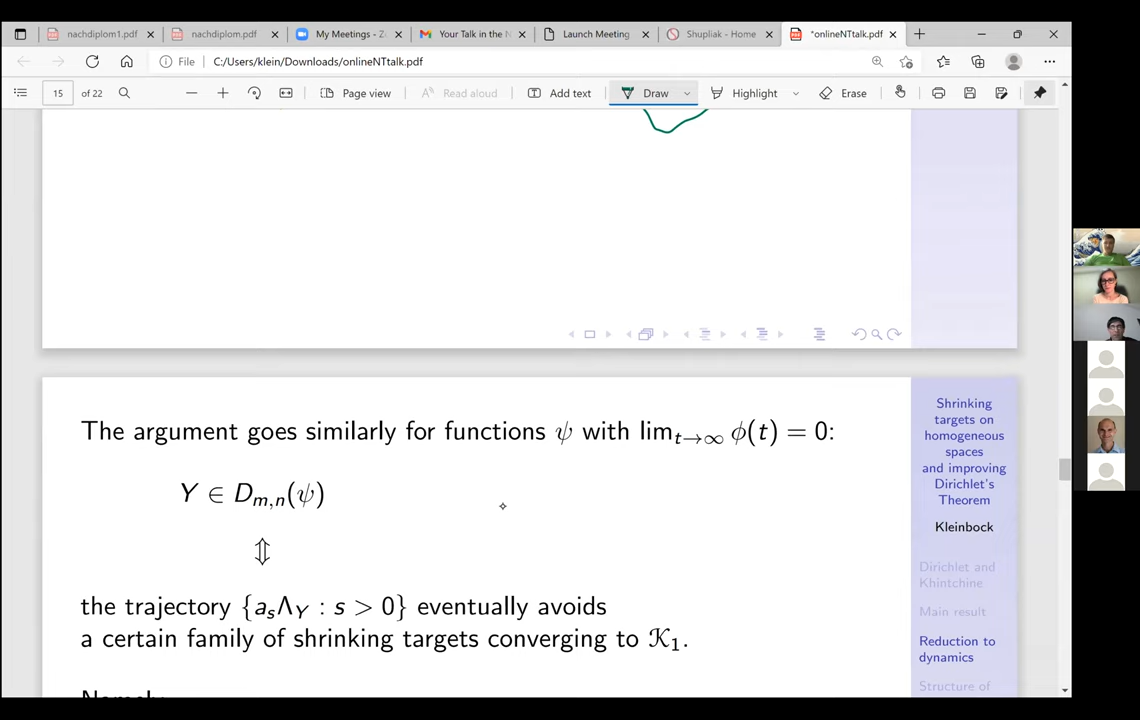 nachdiplom1.pdf
nachdiplom.pdf
My Meetings - Z
Your Talk in the N
Launch Meeting
Shupliak - Home
*onlineNTtalk.pdf
File
C:/Users/klein/Downloads/onlineNTtalk.pdf
15 of 22
Page view
Read aloud
Add text
Draw
Highlight
Erase
The argument goes similarly for functions ψ with lim_{t→∞} ϕ(t) = 0:
Y ∈ D_{m,n}(ψ)
⇕
the trajectory {a_sΛ_Y : s > 0} eventually avoids
a certain family of shrinking targets converging to 𝒦_1.
Namely
Shrinking
targets on
homogeneous
spaces
and improving
Dirichlet's
Theorem
Kleinbock
Dirichlet and
Khintchine
Main result
Reduction to
dynamics
Structure of